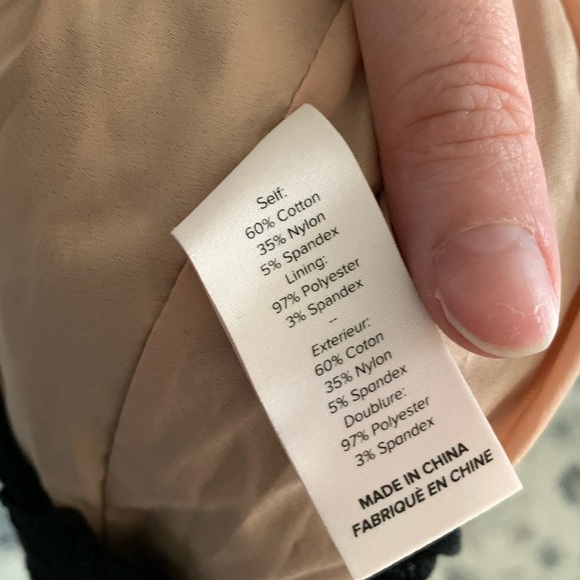 Self:
60% Cotton
35% Nylon
5% Spandex
Lining:
97% Polyester
3% Spandex
--
Exterieur:
60% Coton
35% Nylon
5% Spandex
Doublure:
97% Polyester
3% Spandex
MADE IN CHINA
FABRIQUÈ EN CHINE